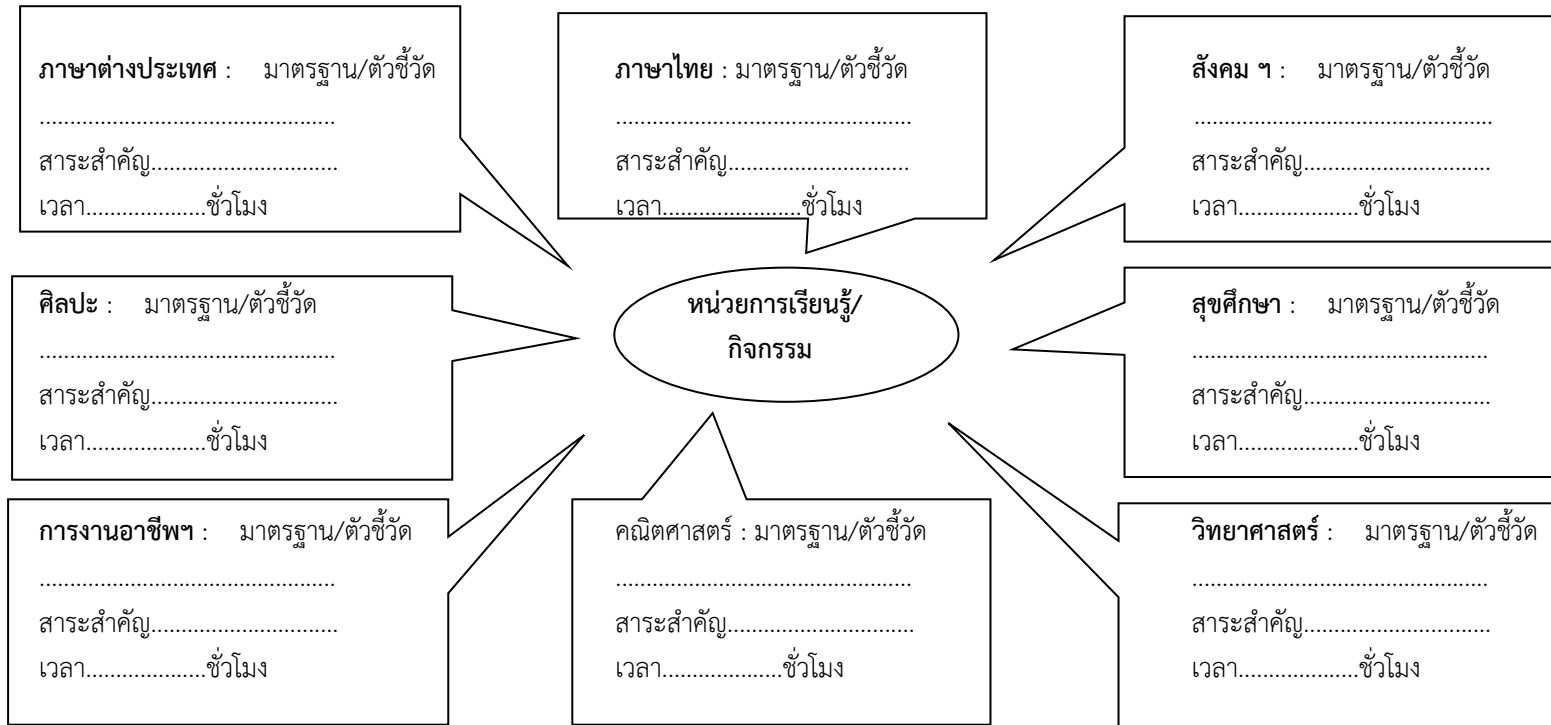 ภาษาต่างประเทศ : มาตรฐาน/ตัวชี้วัด
.................................................
สาระสำคัญ...............................
เวลา....................ชั่วโมง
ภาษาไทย : มาตรฐาน/ตัวชี้วัด
.................................................
สาระสำคัญ...............................
เวลา.......................ชั่วโมง
สังคม ฯ : มาตรฐาน/ตัวชี้วัด
.................................................
สาระสำคัญ...............................
เวลา....................ชั่วโมง
ศิลปะ : มาตรฐาน/ตัวชี้วัด
.................................................
สาระสำคัญ...............................
เวลา....................ชั่วโมง
หน่วยการเรียนรู้/
กิจกรรม
สุขศึกษา : มาตรฐาน/ตัวชี้วัด
.................................................
สาระสำคัญ...............................
เวลา....................ชั่วโมง
การงานอาชีพฯ : มาตรฐาน/ตัวชี้วัด
.................................................
สาระสำคัญ...............................
เวลา....................ชั่วโมง
คณิตศาสตร์ : มาตรฐาน/ตัวชี้วัด
.................................................
สาระสำคัญ...............................
เวลา....................ชั่วโมง
วิทยาศาสตร์ : มาตรฐาน/ตัวชี้วัด
.................................................
สาระสำคัญ...............................
เวลา....................ชั่วโมง